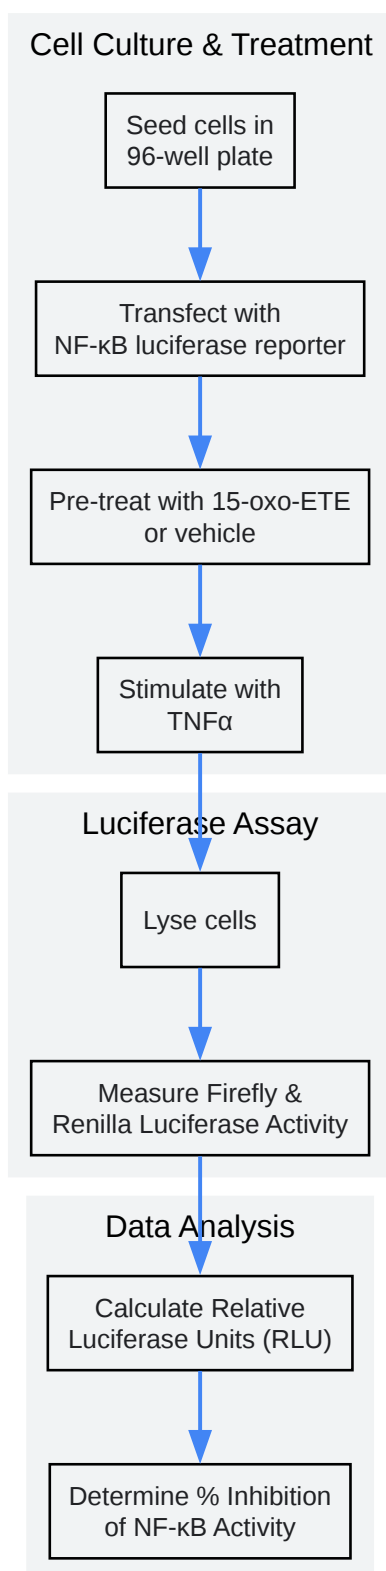 Cell Culture & Treatment
Seed cells in
96-well plate
Transfect with
NF-κB luciferase reporter
Pre-treat with 15-oxo-ETE
or vehicle
Stimulate with
TNFα
Luciferase Assay
Lyse cells
Measure Firefly &
Renilla Luciferase Activity
Data Analysis
Calculate Relative
Luciferase Units (RLU)
Determine % Inhibition
of NF-κB Activity